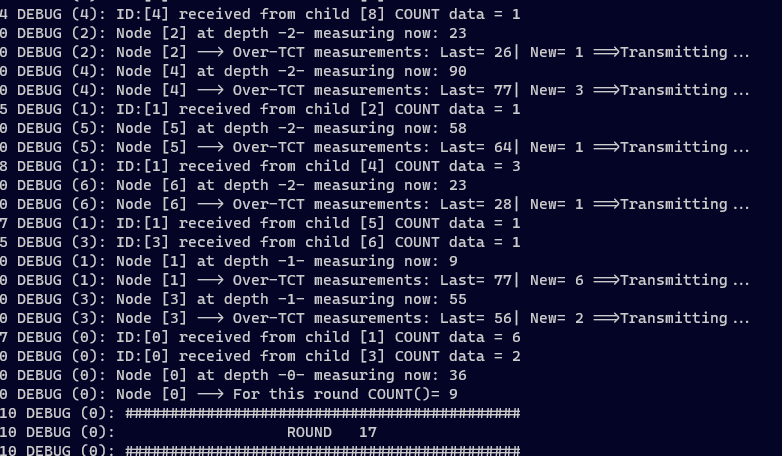 4 DEBUG (4): ID:[4] received from child [8] COUNT data = 1
0 DEBUG (2): Node [2] at depth -2- measuring now: 23
0 DEBUG (2): Node [2] ——> Over-TCT measurements: Last= 26| New= 1 ==>Transmitting...
0 DEBUG (4): Node [4] at depth -2- measuring now: 90
0 DEBUG (4): Node [4] ——> Over-TCT measurements: Last= 77| New= 3 ==>Transmitting...
5 DEBUG (1): ID:[1] received from child [2] COUNT data = 1
0 DEBUG (5): Node [5] at depth -2- measuring now: 58
0 DEBUG (5): Node [5] ——> Over-TCT measurements: Last= 64| New= 1 ==>Transmitting...
8 DEBUG (1): ID:[1] received from child [4] COUNT data = 3
0 DEBUG (6): Node [6] at depth -2- measuring now: 23
0 DEBUG (6): Node [6] ——> Over-TCT measurements: Last= 28| New= 1 ==>Transmitting...
7 DEBUG (1): ID:[1] received from child [5] COUNT data = 1
5 DEBUG (3): ID:[3] received from child [6] COUNT data = 1
0 DEBUG (1): Node [1] at depth -1- measuring now: 9
0 DEBUG (1): Node [1] ——> Over-TCT measurements: Last= 77| New= 6 ==>Transmitting...
0 DEBUG (3): Node [3] at depth -1- measuring now: 55
0 DEBUG (3): Node [3] ——> Over-TCT measurements: Last= 56| New= 2 ==>Transmitting...
7 DEBUG (0): ID:[0] received from child [1] COUNT data = 6
0 DEBUG (0): ID:[0] received from child [3] COUNT data = 2
0 DEBUG (0): Node [0] at depth -0- measuring now: 36
0 DEBUG (0): Node [0] ——> For this round COUNT()= 9
10 DEBUG (0): ############################################
10 DEBUG (0): ROUND 17
10 DEBUG (0): ############################################